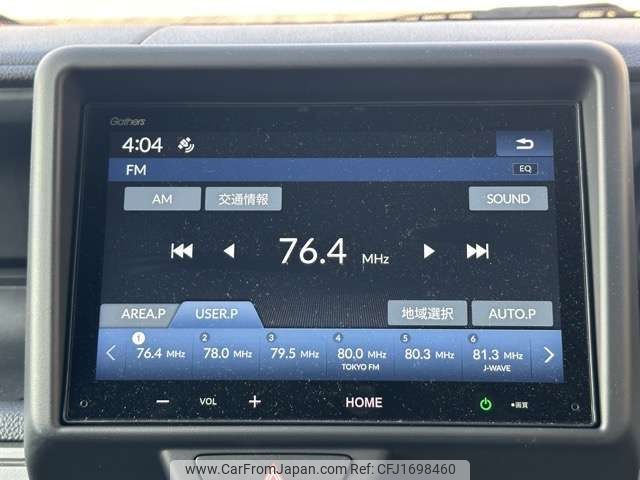 Gathers
4:04
FM
EQ
AM 交通情報 SOUND
76.4 MHz
AREA.P USER.P 地域選択 AUTO.P
1 2 3 4 5 6
76.4 MHz 78.0 MHz 79.5 MHz 80.0 MHz 80.3 MHz 81.3 MHz
TOKYO FM J-WAVE
− VOL + HOME •画質
www.CarFromJapan.com - CFJ1698460